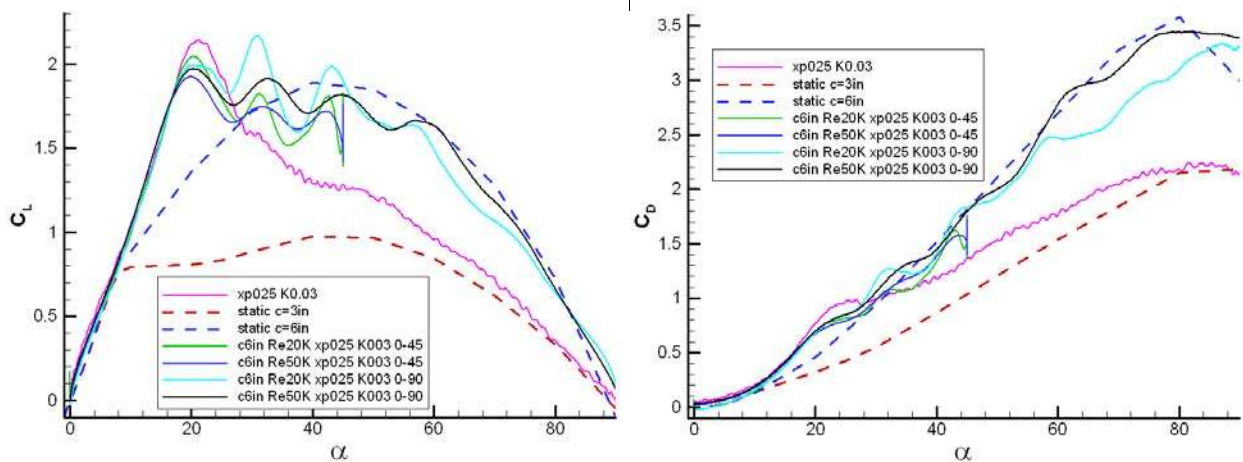 C_L
2
1.5
1
0.5
0
0
20
40
60
80
α
xp025 K0.03
static c=3in
static c=6in
c6in Re20K xp025 K003 0-45
c6in Re50K xp025 K003 0-45
c6in Re20K xp025 K003 0-90
c6in Re50K xp025 K003 0-90
C_D
3.5
3
2.5
2
1.5
1
0.5
0
0
20
40
60
80
α
xp025 K0.03
static c=3in
static c=6in
c6in Re20K xp025 K003 0-45
c6in Re50K xp025 K003 0-45
c6in Re20K xp025 K003 0-90
c6in Re50K xp025 K003 0-90